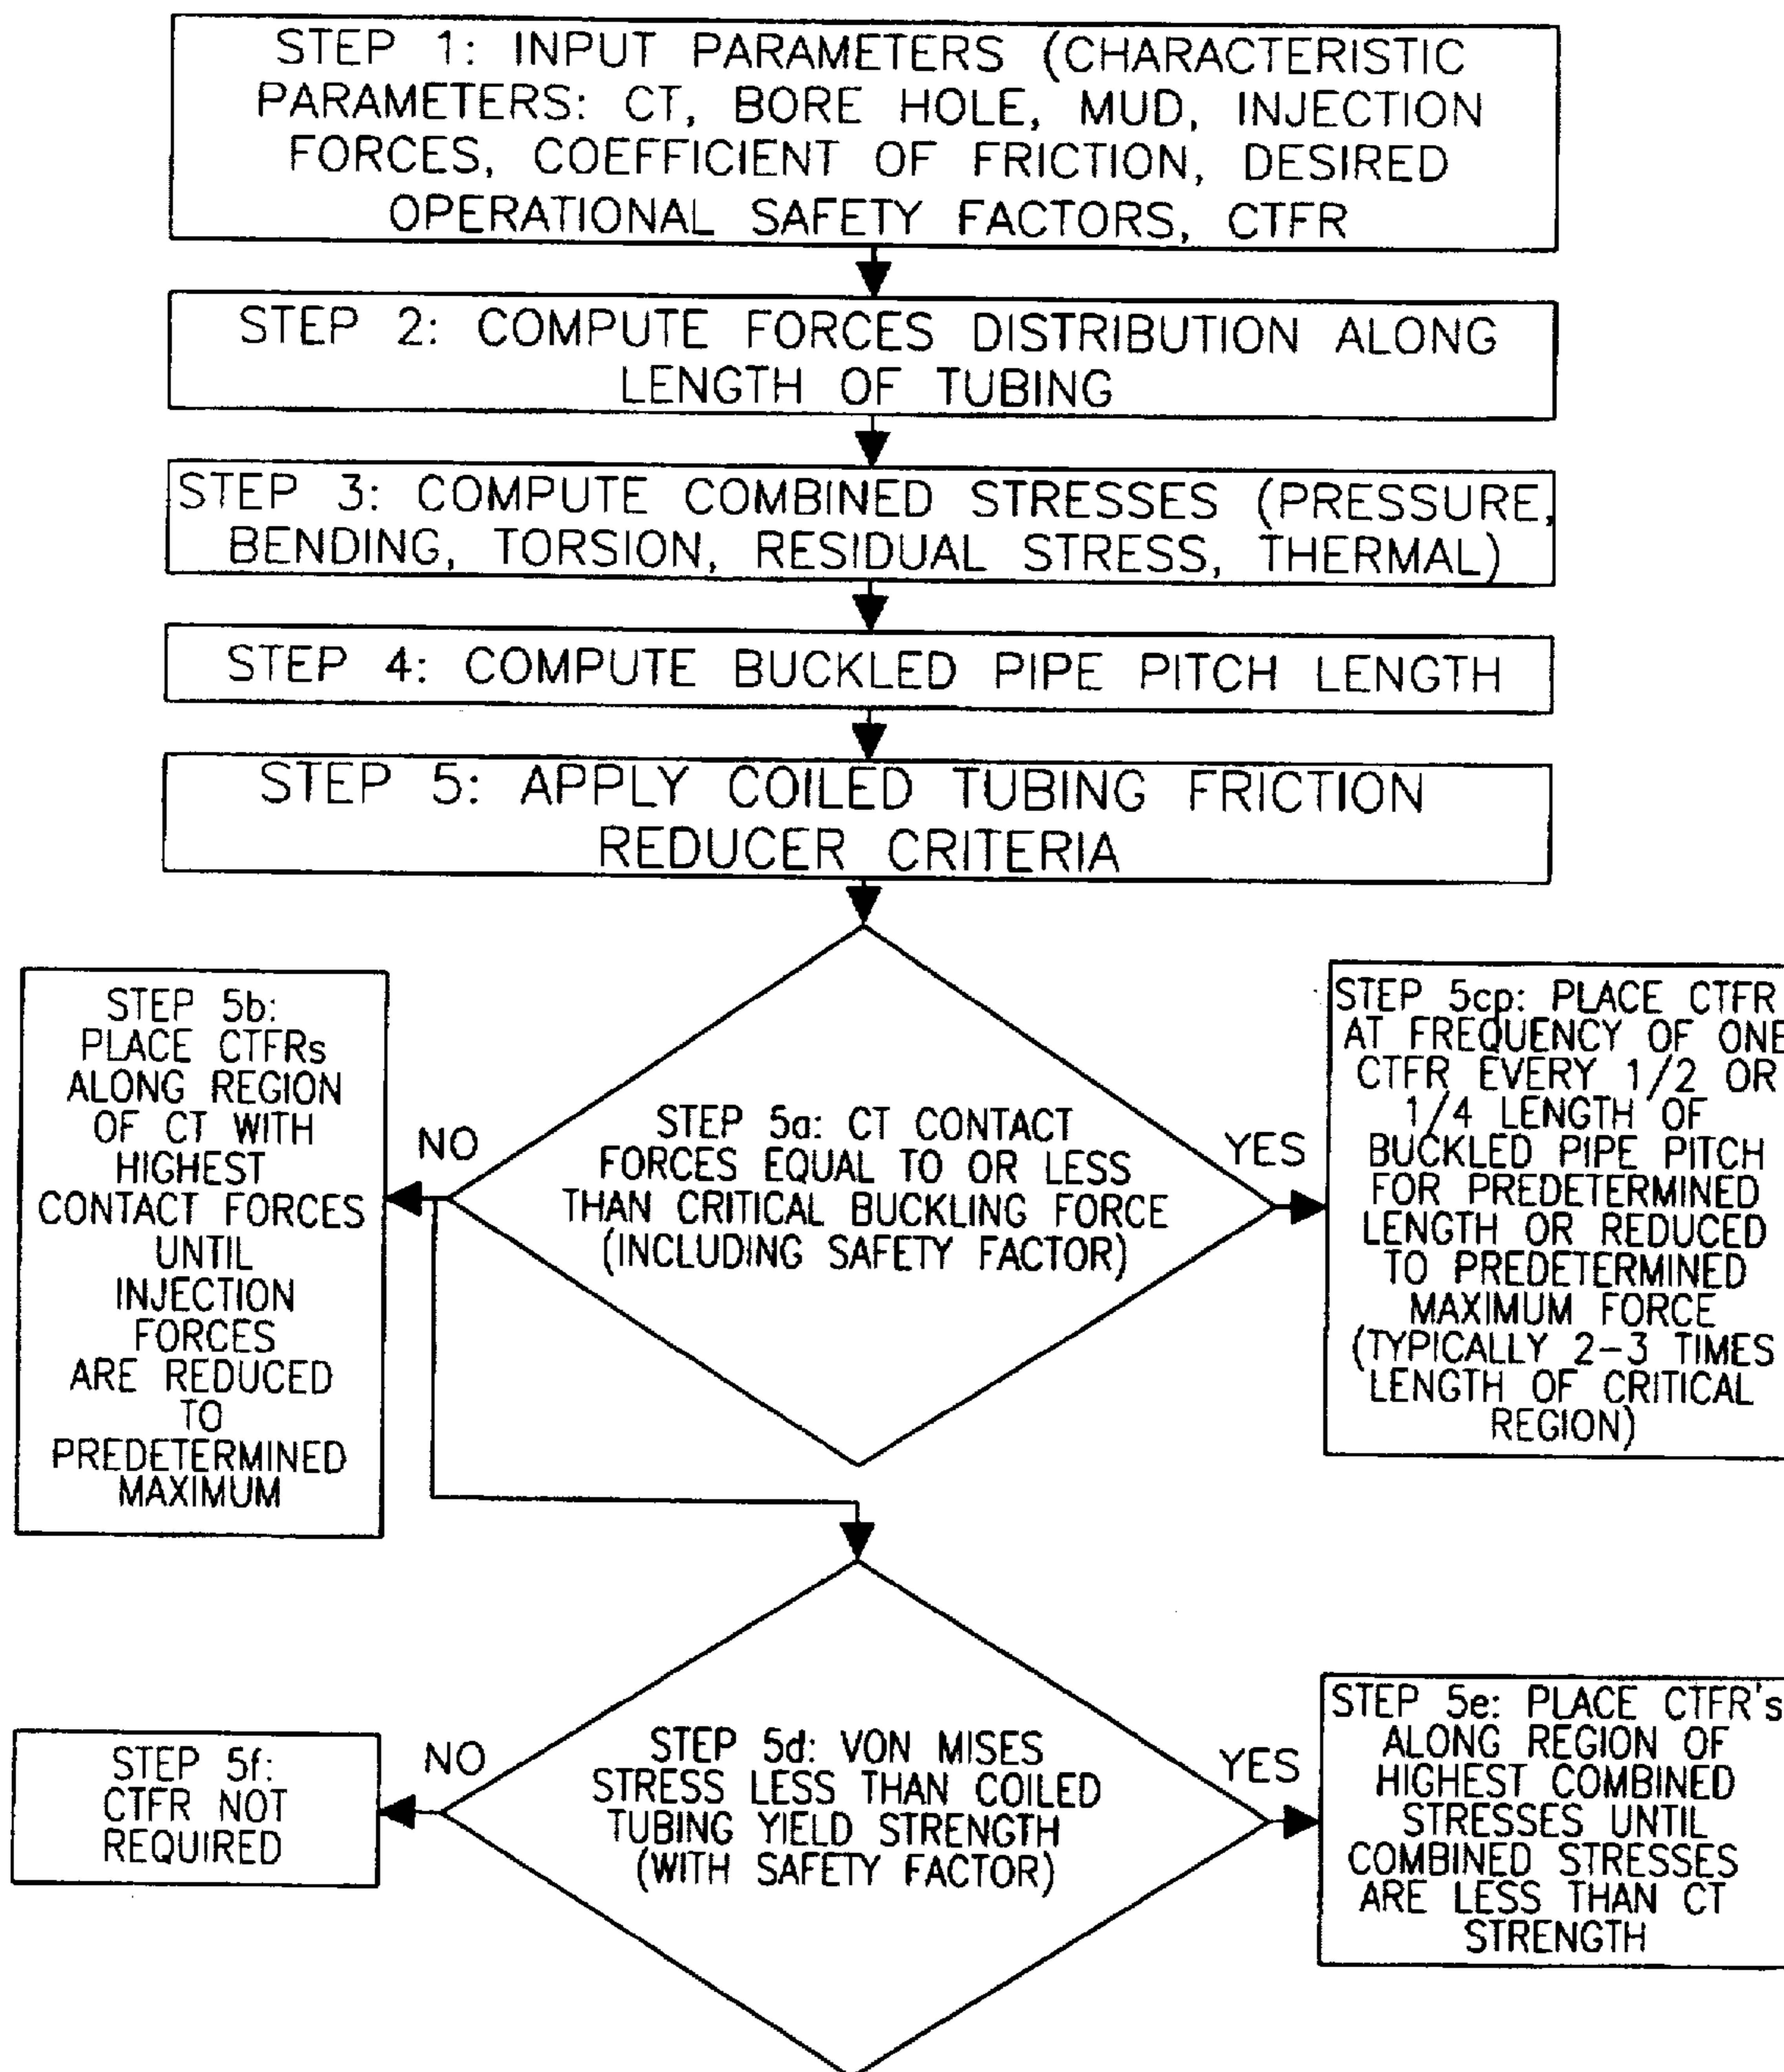 STEP 1: INPUT PARAMETERS (CHARACTERISTIC
PARAMETERS: CT, BORE HOLE, MUD, INJECTION
FORCES, COEFFICIENT OF FRICTION, DESIRED
OPERATIONAL SAFETY FACTORS, CTFR
STEP 2: COMPUTE FORCES DISTRIBUTION ALONG
LENGTH OF TUBING
STEP 3: COMPUTE COMBINED STRESSES (PRESSURE,
BENDING, TORSION, RESIDUAL STRESS, THERMAL)
STEP 4: COMPUTE BUCKLED PIPE PITCH LENGTH
STEP 5: APPLY COILED TUBING FRICTION
REDUCER CRITERIA
STEP 5b:
PLACE CTFRs
ALONG REGION
OF CT WITH
HIGHEST
CONTACT FORCES
UNTIL
INJECTION
FORCES
ARE REDUCED
TO
PREDETERMINED
MAXIMUM
NO
STEP 5a: CT CONTACT
FORCES EQUAL TO OR LESS
THAN CRITICAL BUCKLING FORCE
(INCLUDING SAFETY FACTOR)
YES
STEP 5cp: PLACE CTFR
AT FREQUENCY OF ONE
CTFR EVERY 1/2 OR
1/4 LENGTH OF
BUCKLED PIPE PITCH
FOR PREDETERMINED
LENGTH OR REDUCED
TO PREDETERMINED
MAXIMUM FORCE
(TYPICALLY 2-3 TIMES
LENGTH OF CRITICAL
REGION)
STEP 5f:
CTFR NOT
REQUIRED
NO
STEP 5d: VON MISES
STRESS LESS THAN COILED
TUBING YIELD STRENGTH
(WITH SAFETY FACTOR)
YES
STEP 5e: PLACE CTFR's
ALONG REGION OF
HIGHEST COMBINED
STRESSES UNTIL
COMBINED STRESSES
ARE LESS THAN CT
STRENGTH